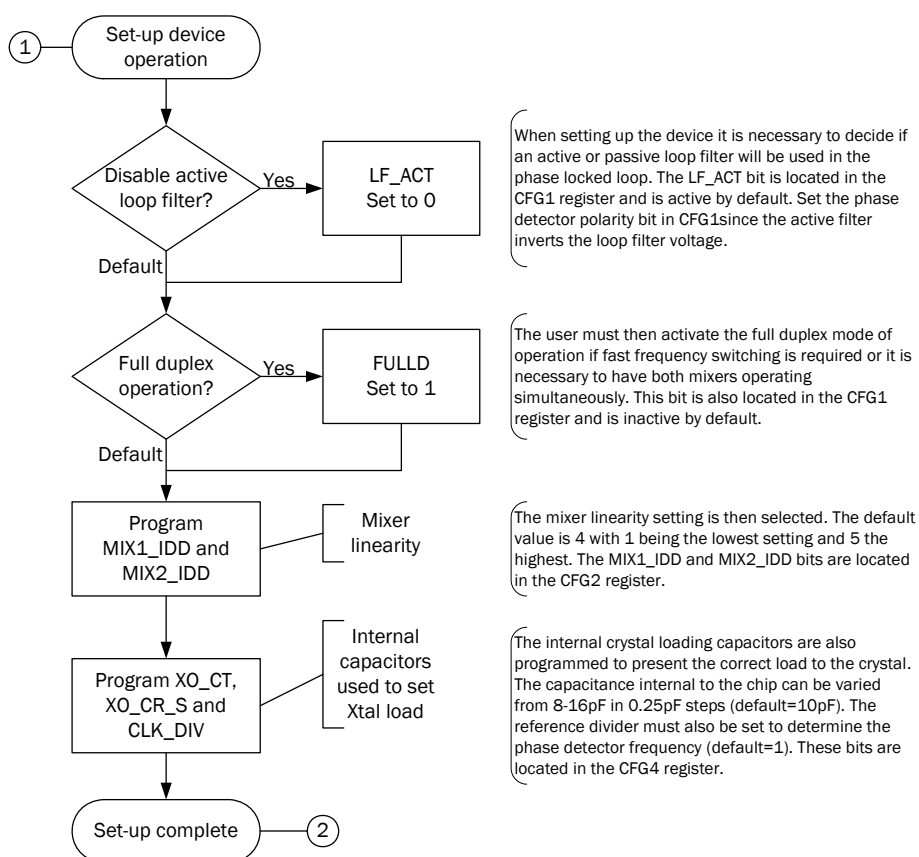 1
Set-up device
operation
Disable active
loop filter?
Yes
LF_ACT
Set to 0
Default
When setting up the device it is necessary to decide if
an active or passive loop filter will be used in the
phase locked loop. The LF_ACT bit is located in the
CFG1 register and is active by default. Set the phase
detector polarity bit in CFG1since the active filter
inverts the loop filter voltage.
Full duplex
operation?
Yes
FULLD
Set to 1
Default
The user must then activate the full duplex mode of
operation if fast frequency switching is required or it is
necessary to have both mixers operating
simultaneously. This bit is also located in the CFG1
register and is inactive by default.
Program
MIX1_IDD and
MIX2_IDD
Mixer
linearity
The mixer linearity setting is then selected. The default
value is 4 with 1 being the lowest setting and 5 the
highest. The MIX1_IDD and MIX2_IDD bits are located
in the CFG2 register.
Program XO_CT,
XO_CR_S and
CLK_DIV
Internal
capacitors
used to set
Xtal load
The internal crystal loading capacitors are also
programmed to present the correct load to the crystal.
The capacitance internal to the chip can be varied
from 8-16pF in 0.25pF steps (default=10pF). The
reference divider must also be set to determine the
phase detector frequency (default=1). These bits are
located in the CFG4 register.
Set-up complete
2